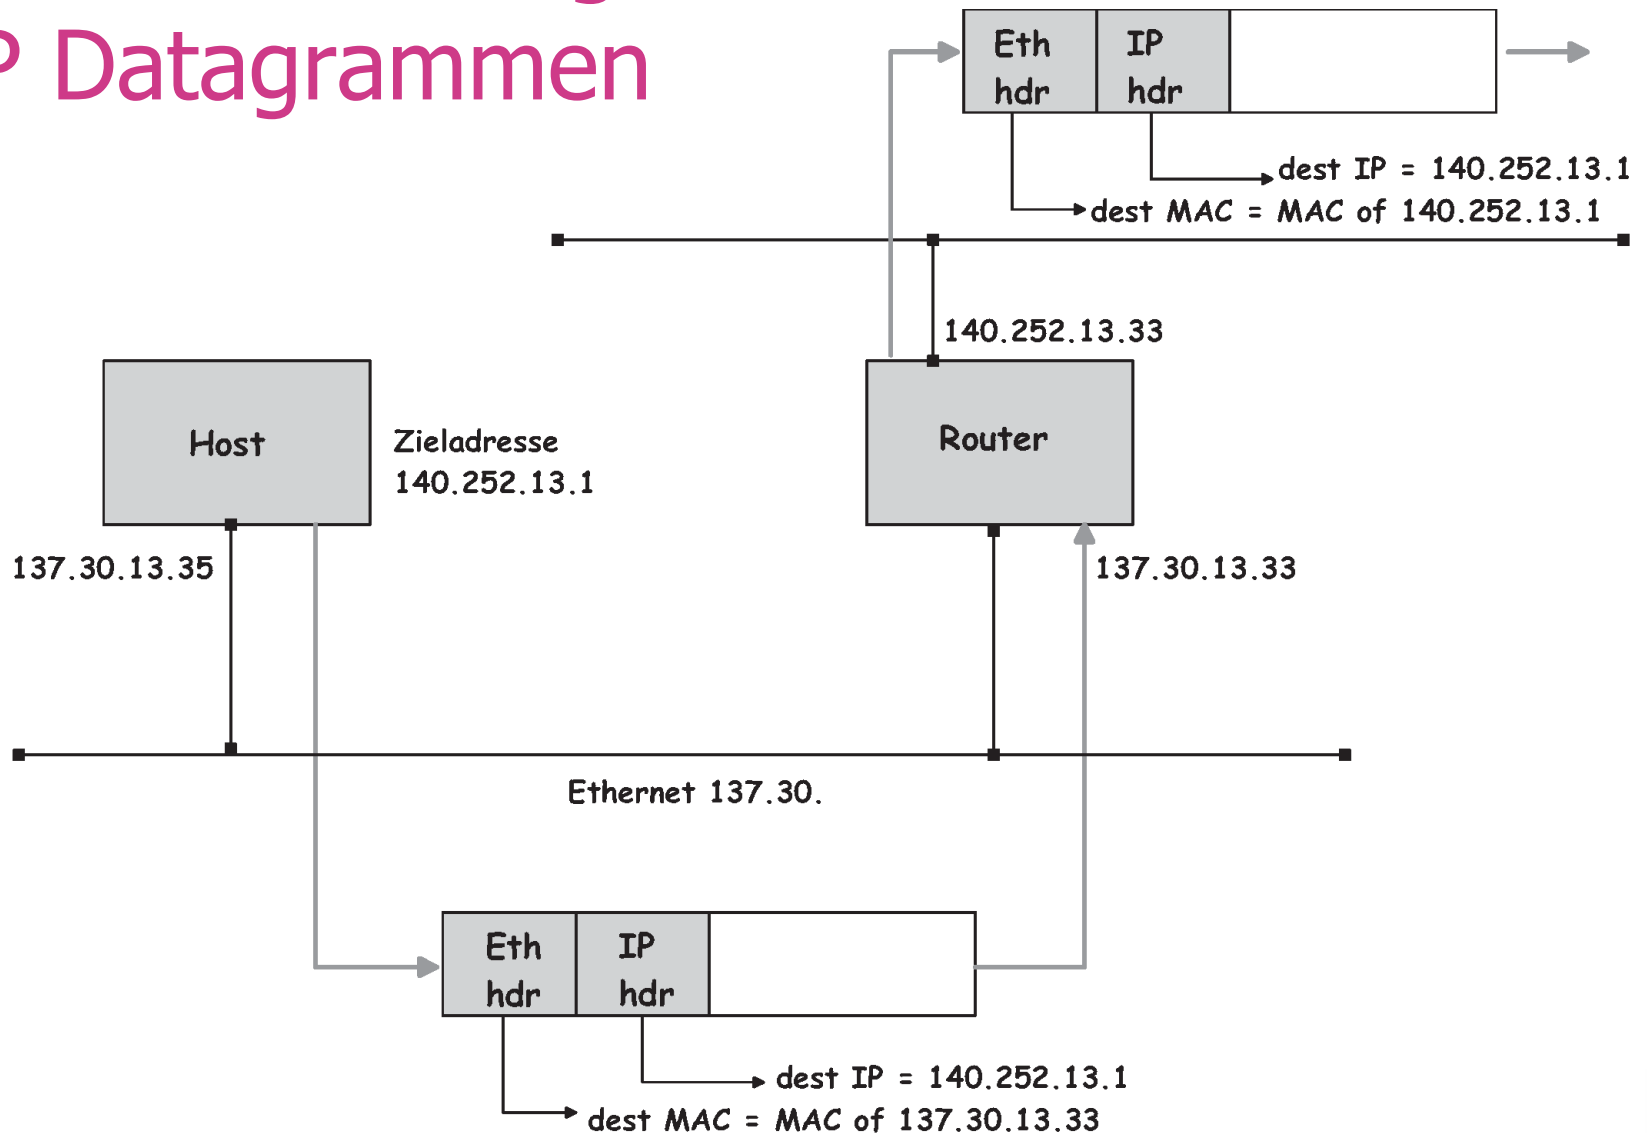 P Datagrammen
Eth
hdr
IP
hdr
dest IP = 140.252.13.1
dest MAC = MAC of 140.252.13.1
140.252.13.33
Host
Zieladresse
140.252.13.1
Router
137.30.13.35
137.30.13.33
Ethernet 137.30.
Eth
hdr
IP
hdr
dest IP = 140.252.13.1
dest MAC = MAC of 137.30.13.33